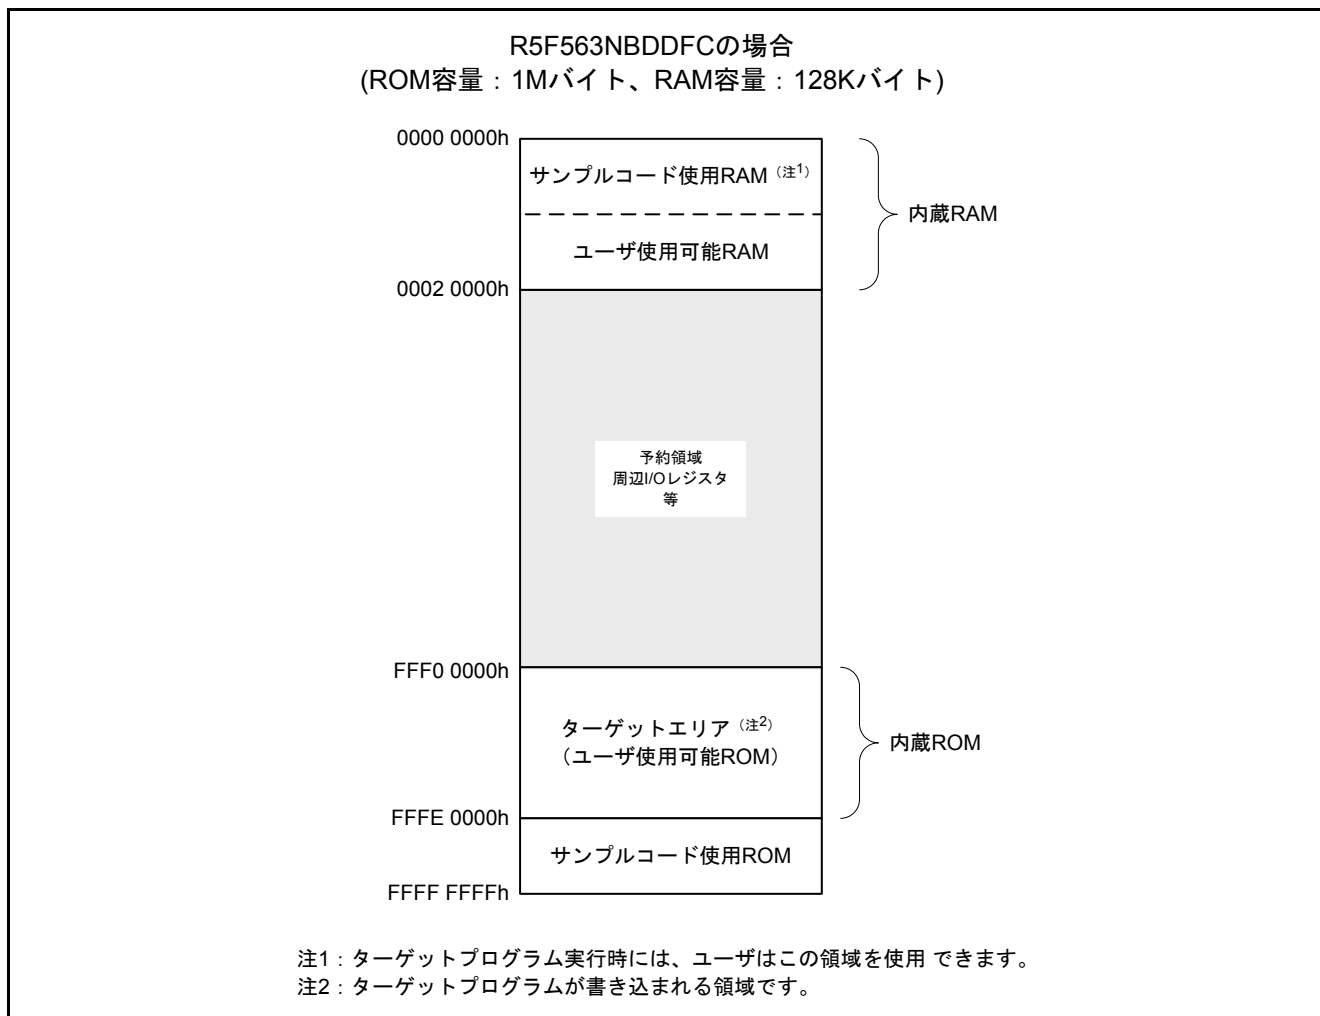 R5F563NBDDFCの場合
(ROM容量：1Mバイト、RAM容量：128Kバイト)
0000 0000h
サンプルコード使用RAM（注1）
内蔵RAM
ユーザ使用可能RAM
0002 0000h
予約領域
周辺I/Oレジスタ
等
FFF0 0000h
ターゲットエリア（注2）
（ユーザ使用可能ROM）
内蔵ROM
FFFE 0000h
サンプルコード使用ROM
FFFF FFFFh
注1：ターゲットプログラム実行時には、ユーザはこの領域を使用 できます。
注2：ターゲットプログラムが書き込まれる領域です。